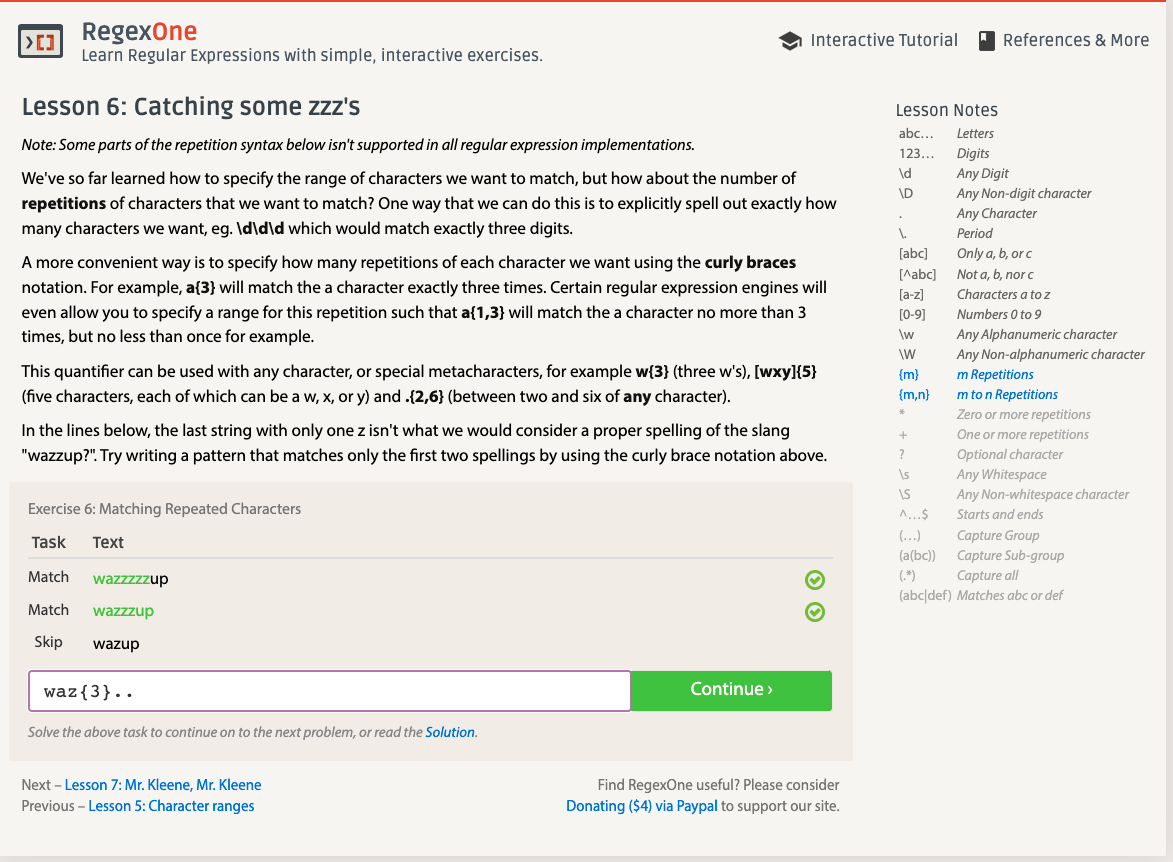 RegexOne
Learn Regular Expressions with simple, interactive exercises.
Interactive Tutorial
References & More
Lesson 6: Catching some zzz's
Note: Some parts of the repetition syntax below isn't supported in all regular expression implementations.
We've so far learned how to specify the range of characters we want to match, but how about the number of
repetitions of characters that we want to match? One way that we can do this is to explicitly spell out exactly how
many characters we want, eg. \d\d\d which would match exactly three digits.
A more convenient way is to specify how many repetitions of each character we want using the curly braces
notation. For example, a{3} will match the a character exactly three times. Certain regular expression engines will
even allow you to specify a range for this repetition such that a{1,3} will match the a character no more than 3
times, but no less than once for example.
This quantifier can be used with any character, or special metacharacters, for example w{3} (three w's), [wxy]{5}
(five characters, each of which can be a w, x, or y) and .{2,6} (between two and six of any character).
In the lines below, the last string with only one z isn't what we would consider a proper spelling of the slang
"wazzup?". Try writing a pattern that matches only the first two spellings by using the curly brace notation above.
Exercise 6: Matching Repeated Characters
Task Text
Match wazzzzzup
Match wazzzup
Skip wazup
waz{3}..
Continue ›
Solve the above task to continue on to the next problem, or read the Solution.
Next – Lesson 7: Mr. Kleene, Mr. Kleene
Previous – Lesson 5: Character ranges
Find RegexOne useful? Please consider
Donating ($4) via Paypal to support our site.
Lesson Notes
abc… Letters
123… Digits
\d Any Digit
\D Any Non-digit character
. Any Character
\. Period
[abc] Only a, b, or c
[^abc] Not a, b, nor c
[a-z] Characters a to z
[0-9] Numbers 0 to 9
\w Any Alphanumeric character
\W Any Non-alphanumeric character
{m} m Repetitions
{m,n} m to n Repetitions
* Zero or more repetitions
+ One or more repetitions
? Optional character
\s Any Whitespace
\S Any Non-whitespace character
^…$ Starts and ends
(…) Capture Group
(a(bc)) Capture Sub-group
(.*) Capture all
(abc|def) Matches abc or def